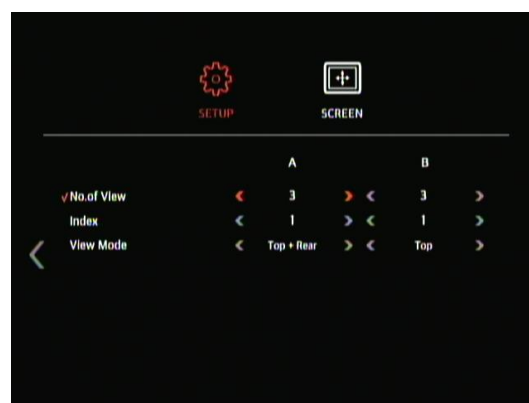 SETUP SCREEN
A B
√No.of View 3 3
Index 1 1
View Mode Top + Rear Top